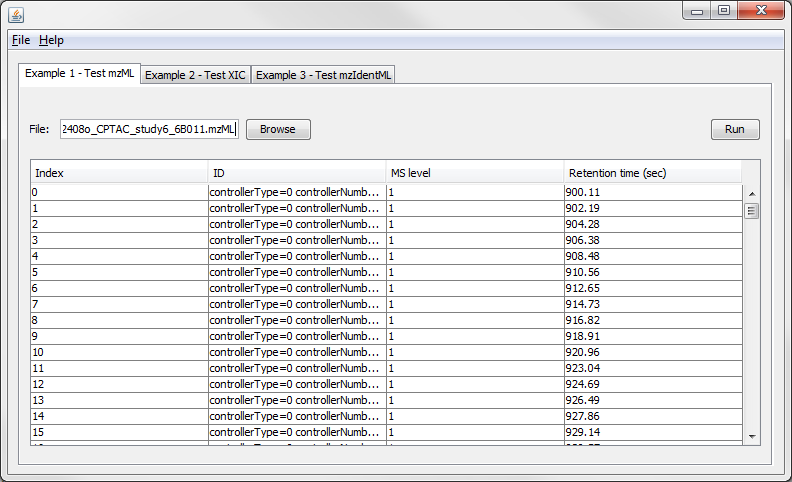 File Help
Example 1 - Test mzML Example 2 - Test XIC Example 3 - Test mzIdentML
File: 2408o_CPTAC_study6_6B011.mzML Browse Run
Index ID MS level Retention time (sec)
0 controllerType=0 controllerNumb... 1 900.11
1 controllerType=0 controllerNumb... 1 902.19
2 controllerType=0 controllerNumb... 1 904.28
3 controllerType=0 controllerNumb... 1 906.38
4 controllerType=0 controllerNumb... 1 908.48
5 controllerType=0 controllerNumb... 1 910.56
6 controllerType=0 controllerNumb... 1 912.65
7 controllerType=0 controllerNumb... 1 914.73
8 controllerType=0 controllerNumb... 1 916.82
9 controllerType=0 controllerNumb... 1 918.91
10 controllerType=0 controllerNumb... 1 920.96
11 controllerType=0 controllerNumb... 1 923.04
12 controllerType=0 controllerNumb... 1 924.69
13 controllerType=0 controllerNumb... 1 926.49
14 controllerType=0 controllerNumb... 1 927.86
15 controllerType=0 controllerNumb... 1 929.14